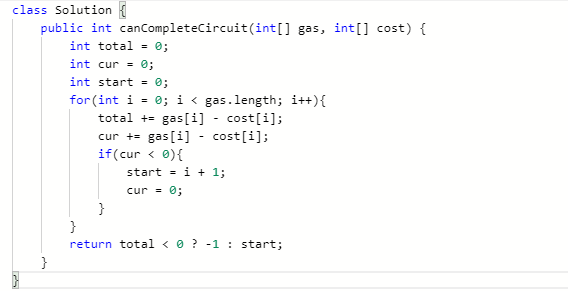 class Solution {
    public int canCompleteCircuit(int[] gas, int[] cost) {
        int total = 0;
        int cur = 0;
        int start = 0;
        for(int i = 0; i < gas.length; i++){
            total += gas[i] - cost[i];
            cur += gas[i] - cost[i];
            if(cur < 0){
                start = i + 1;
                cur = 0;
            }
        }
        return total < 0 ? -1 : start;
    }
}